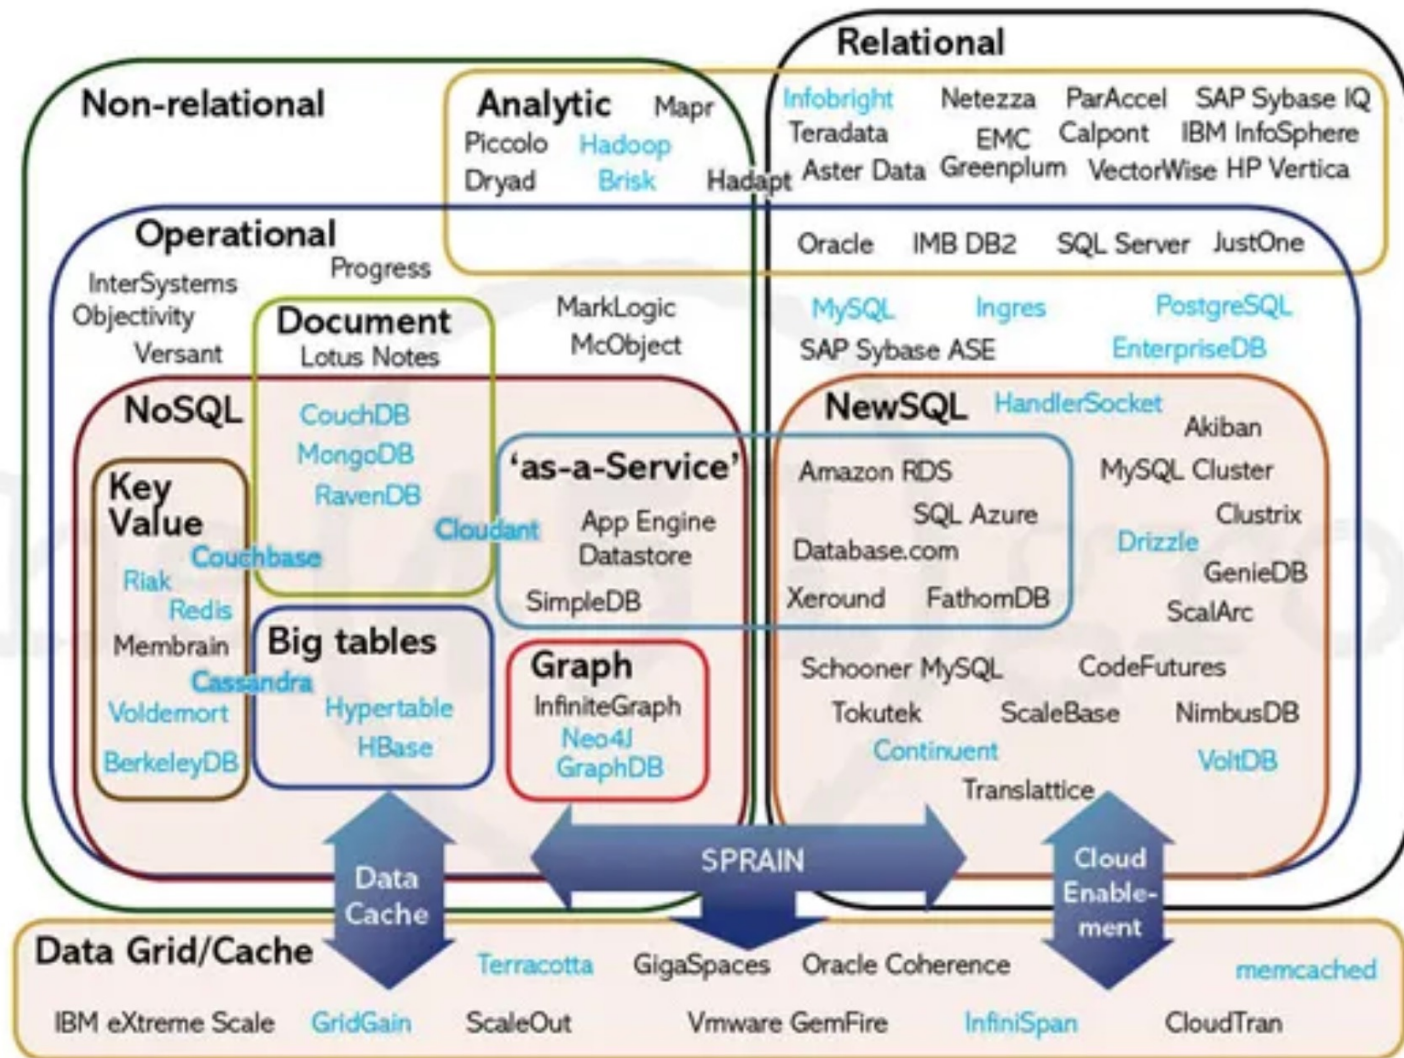 Relational
Non-relational
Analytic
Mapr
Piccolo
Hadoop
Dryad
Brisk
Hadapt
Infobright
Netezza
ParAccel
SAP Sybase IQ
Teradata
EMC
Calpont
IBM InfoSphere
Aster Data
Greenplum
VectorWise
HP Vertica
Operational
Oracle
IMB DB2
SQL Server
JustOne
InterSystems
Progress
Objectivity
Versant
Document
Lotus Notes
MarkLogic
McObject
MySQL
Ingres
PostgreSQL
SAP Sybase ASE
EnterpriseDB
NoSQL
CouchDB
MongoDB
RavenDB
Cloudant
Key
Value
Couchbase
Riak
Redis
Membrain
Cassandra
Voldemort
BerkeleyDB
Big tables
Hypertable
HBase
'as-a-Service'
App Engine
Datastore
SimpleDB
Graph
InfiniteGraph
Neo4J
GraphDB
NewSQL
HandlerSocket
Akiban
Amazon RDS
MySQL Cluster
SQL Azure
Clustrix
Database.com
Drizzle
GenieDB
Xeround
FathomDB
ScalArc
Schooner MySQL
CodeFutures
Tokutek
ScaleBase
NimbusDB
Continuent
VoltDB
Translattice
Data
Cache
SPRAIN
Cloud
Enable-
ment
Data Grid/Cache
Terracotta
GigaSpaces
Oracle Coherence
memcached
IBM eXtreme Scale
GridGain
ScaleOut
Vmware GemFire
InfiniSpan
CloudTran